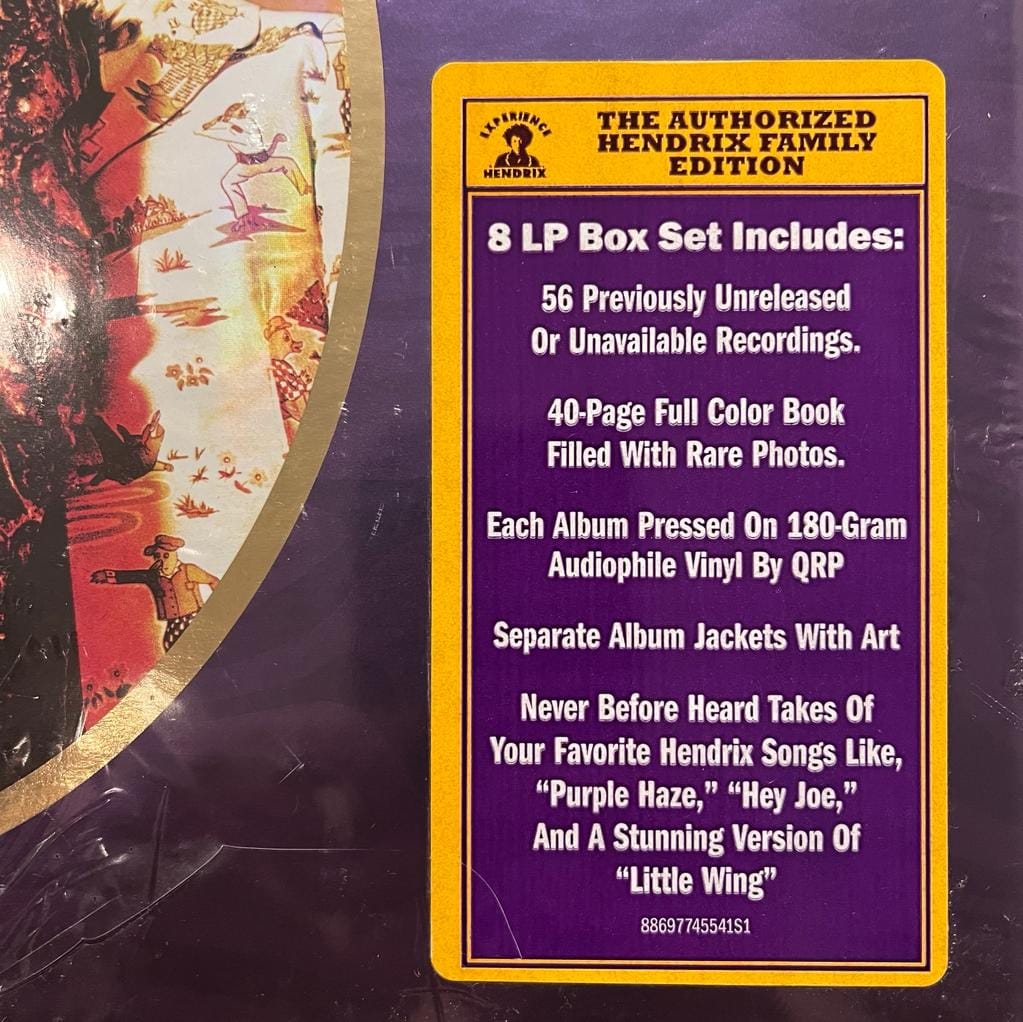 EXPERIENCE
HENDRIX
THE AUTHORIZED
HENDRIX FAMILY
EDITION
8 LP Box Set Includes:
56 Previously Unreleased
Or Unavailable Recordings.
40-Page Full Color Book
Filled With Rare Photos.
Each Album Pressed On 180-Gram
Audiophile Vinyl By QRP
Separate Album Jackets With Art
Never Before Heard Takes Of
Your Favorite Hendrix Songs Like,
“Purple Haze,” “Hey Joe,”
And A Stunning Version Of
“Little Wing”
88697745541S1